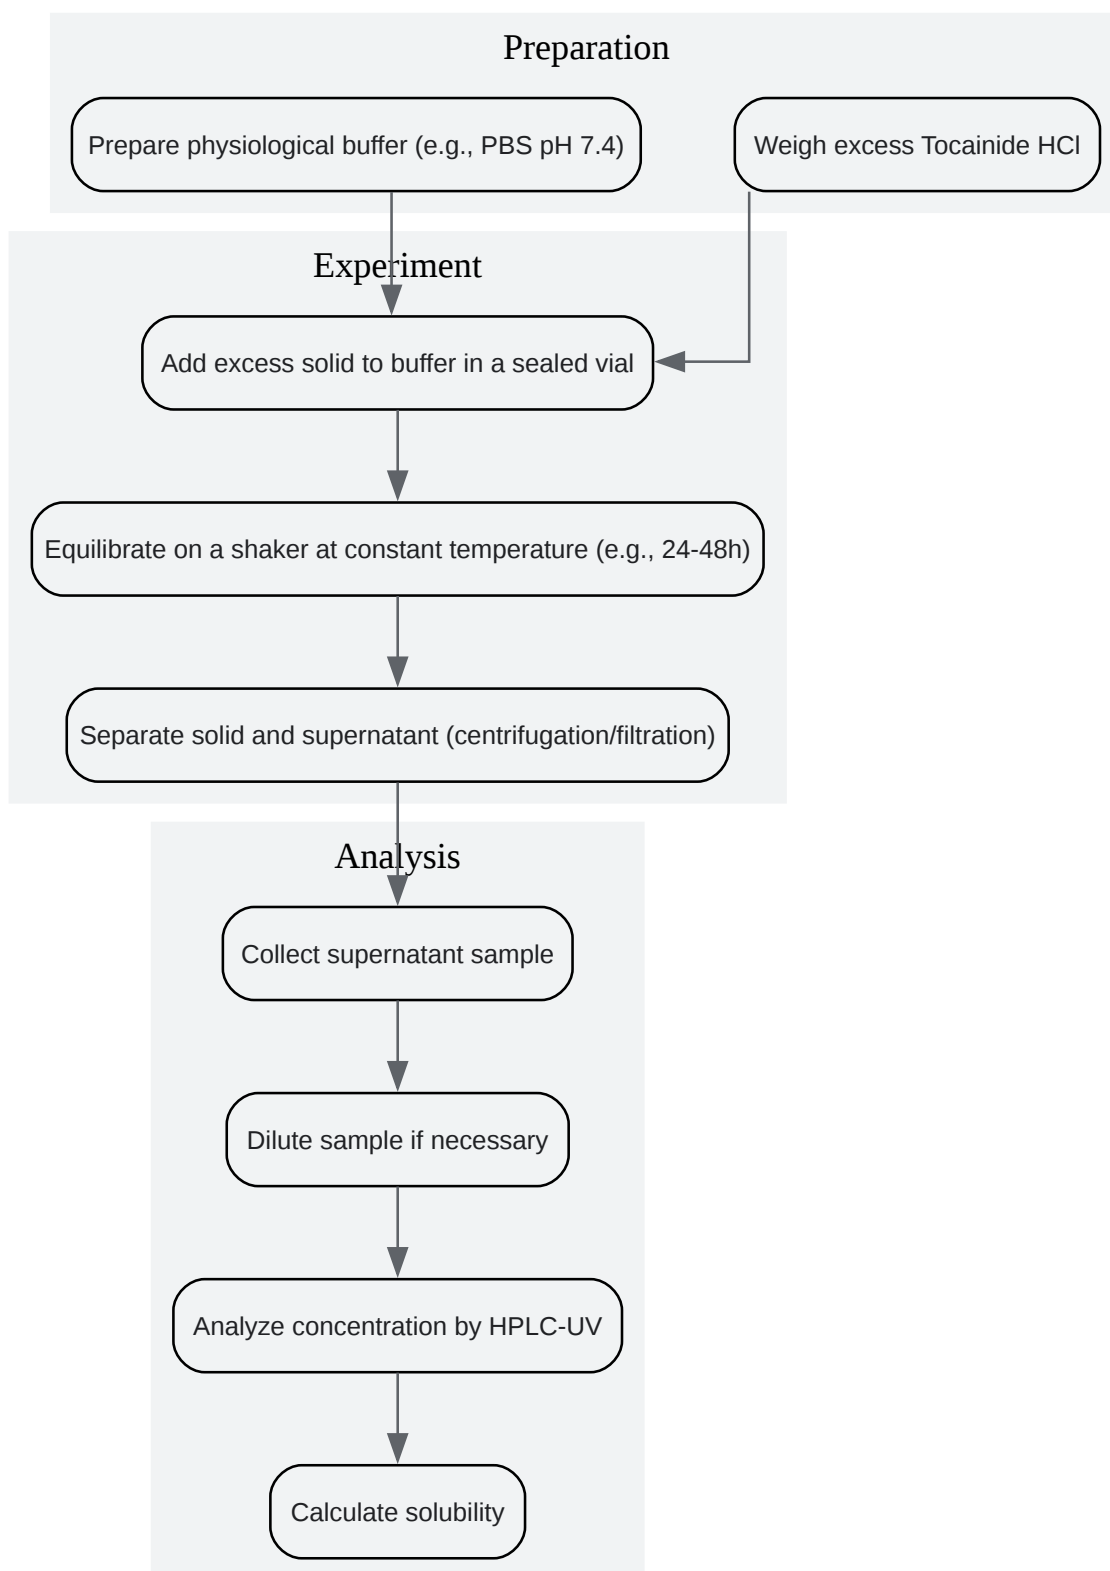 Preparation
Prepare physiological buffer (e.g., PBS pH 7.4)
Weigh excess Tocainide HCl
Experiment
Add excess solid to buffer in a sealed vial
Equilibrate on a shaker at constant temperature (e.g., 24-48h)
Separate solid and supernatant (centrifugation/filtration)
Analysis
Collect supernatant sample
Dilute sample if necessary
Analyze concentration by HPLC-UV
Calculate solubility